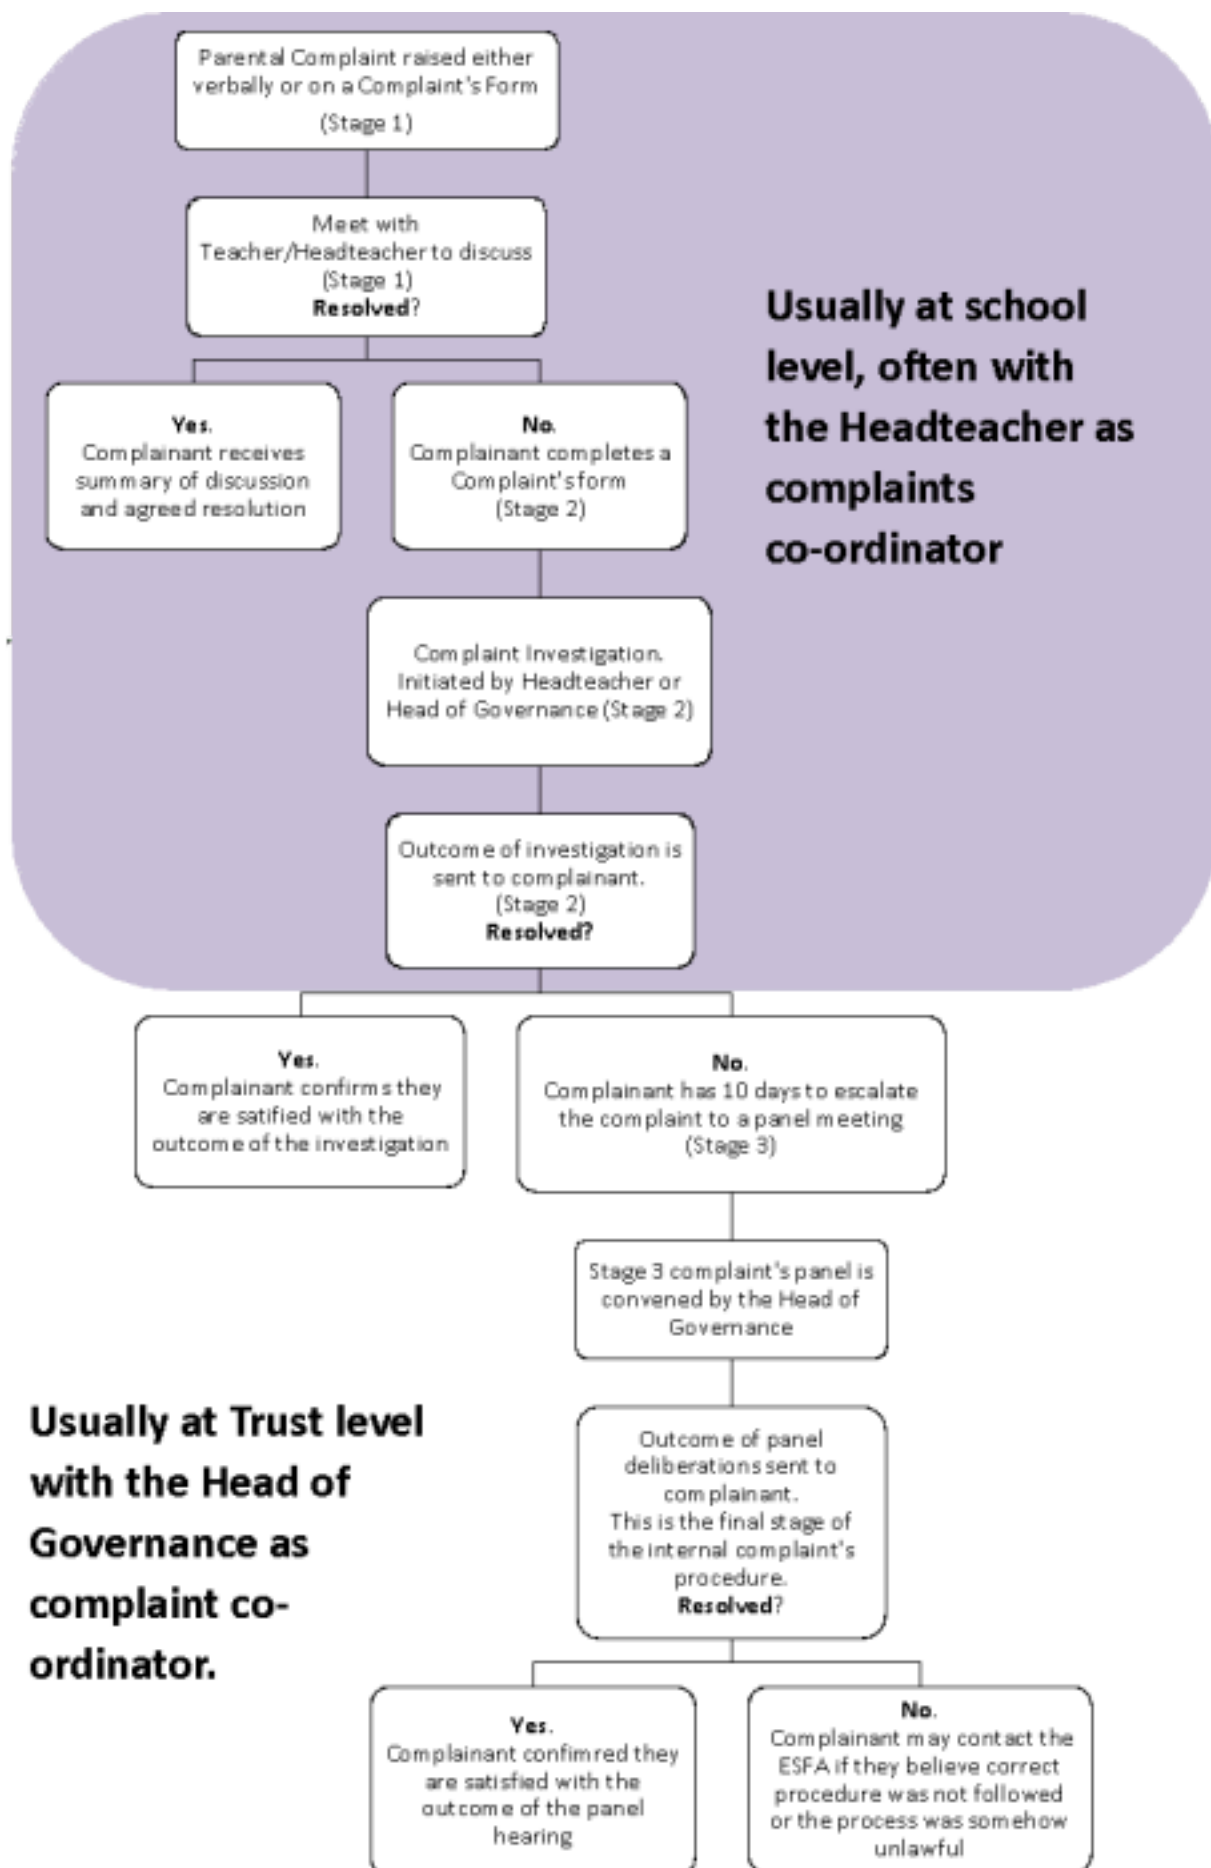 Parental Complaint raised either
verbally or on a Complaint's Form
(Stage 1)
Meet with
Teacher/Headteacher to discuss
(Stage 1)
Resolved?
Yes.
Complainant receives
summary of discussion
and agreed resolution
No.
Complainant completes a
Complaint's form
(Stage 2)
Usually at school
level, often with
the Headteacher as
complaints
co-ordinator
Complaint Investigation.
Initiated by Headteacher or
Head of Governance (Stage 2)
Outcome of investigation is
sent to complainant.
(Stage 2)
Resolved?
Yes.
Complainant confirms they
are satified with the
outcome of the investigation
No.
Complainant has 10 days to escalate
the complaint to a panel meeting
(Stage 3)
Stage 3 complaint's panel is
convened by the Head of
Governance
Usually at Trust level
with the Head of
Governance as
complaint co-
ordinator.
Outcome of panel
deliberations sent to
complainant.
This is the final stage of
the internal complaint's
procedure.
Resolved?
Yes.
Complainant confimred they
are satisfied with the
outcome of the panel
hearing
No.
Complainant may contact the
ESFA if they believe correct
procedure was not followed
or the process was somehow
unlawful